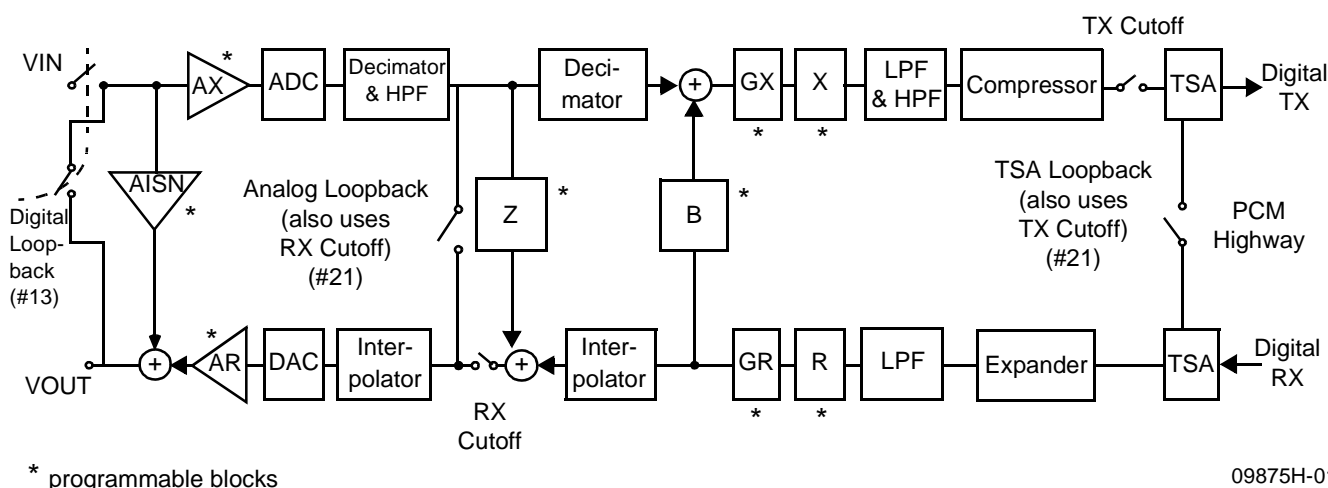 TX Cutoff
VIN
*
AX
ADC
Decimator
& HPF
Deci-
mator
+
GX
*
X
*
LPF
& HPF
Compressor
TSA
Digital
TX
AISN
*
Digital
Loop-
back
(#13)
Analog Loopback
(also uses
RX Cutoff)
(#21)
Z
*
B
*
TSA Loopback
(also uses
TX Cutoff)
(#21)
PCM
Highway
VOUT
+
*
AR
DAC
Inter-
polator
RX
Cutoff
+
Inter-
polator
GR
*
R
*
LPF
Expander
TSA
Digital
RX
* programmable blocks